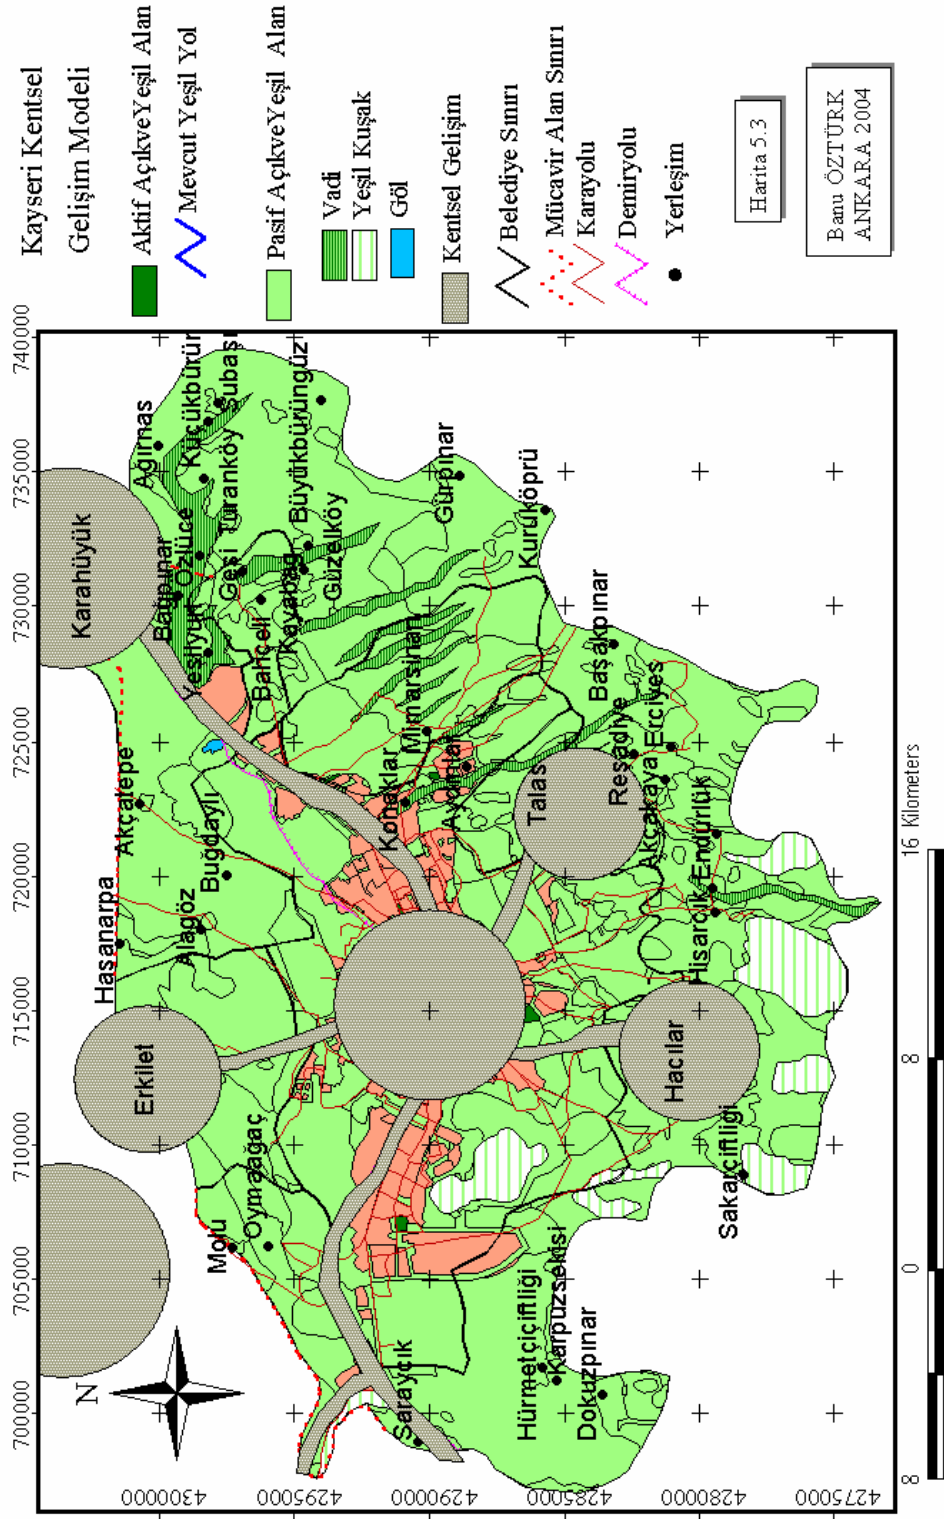 Kayseri Kentsel
Gelişim Modeli
Aktif AçıkveYeşil Alan
Mevcut Yeşil Yol
Pasif AçıkveYeşil Alan
Vadi
Yeşil Kuşak
Göl
Kentsel Gelişim
Belediye Sınırı
Mücavir Alan Sınırı
Karayolu
Demiryolu
Yerleşim
Harita 5.3
Banu ÖZTÜRK
ANKARA 2004
700000 705000 710000 715000 720000 725000 730000 735000 740000
4300000
4295000
4290000
4285000
4280000
4275000
N
Karahüyük
Erkilet
Hasanarpa
Akçatepe
Buğdaylı
Alagöz
Molu
Oymaağaç
Saraycık
Hürmetçiftliği
Karpuzsekisi
Dokuzpınar
Sakarçiftliği
Hacılar
Hisarcık
Endürlük
Akçakaya
Reşadiye
Erciyes
Başakpınar
Talas
Aydınlar
Mimarsinan
Konaklar
Kuruköprü
Gürpınar
Güzelköy
Büyükbürüngüz
Kayabağ
Bahçeli
Gesi
Turanköy
Subaşı
Küçükbürün
Özlüce
Yeşilyurt
Bağpınar
Ağırnas
8 0 8 16 Kilometers